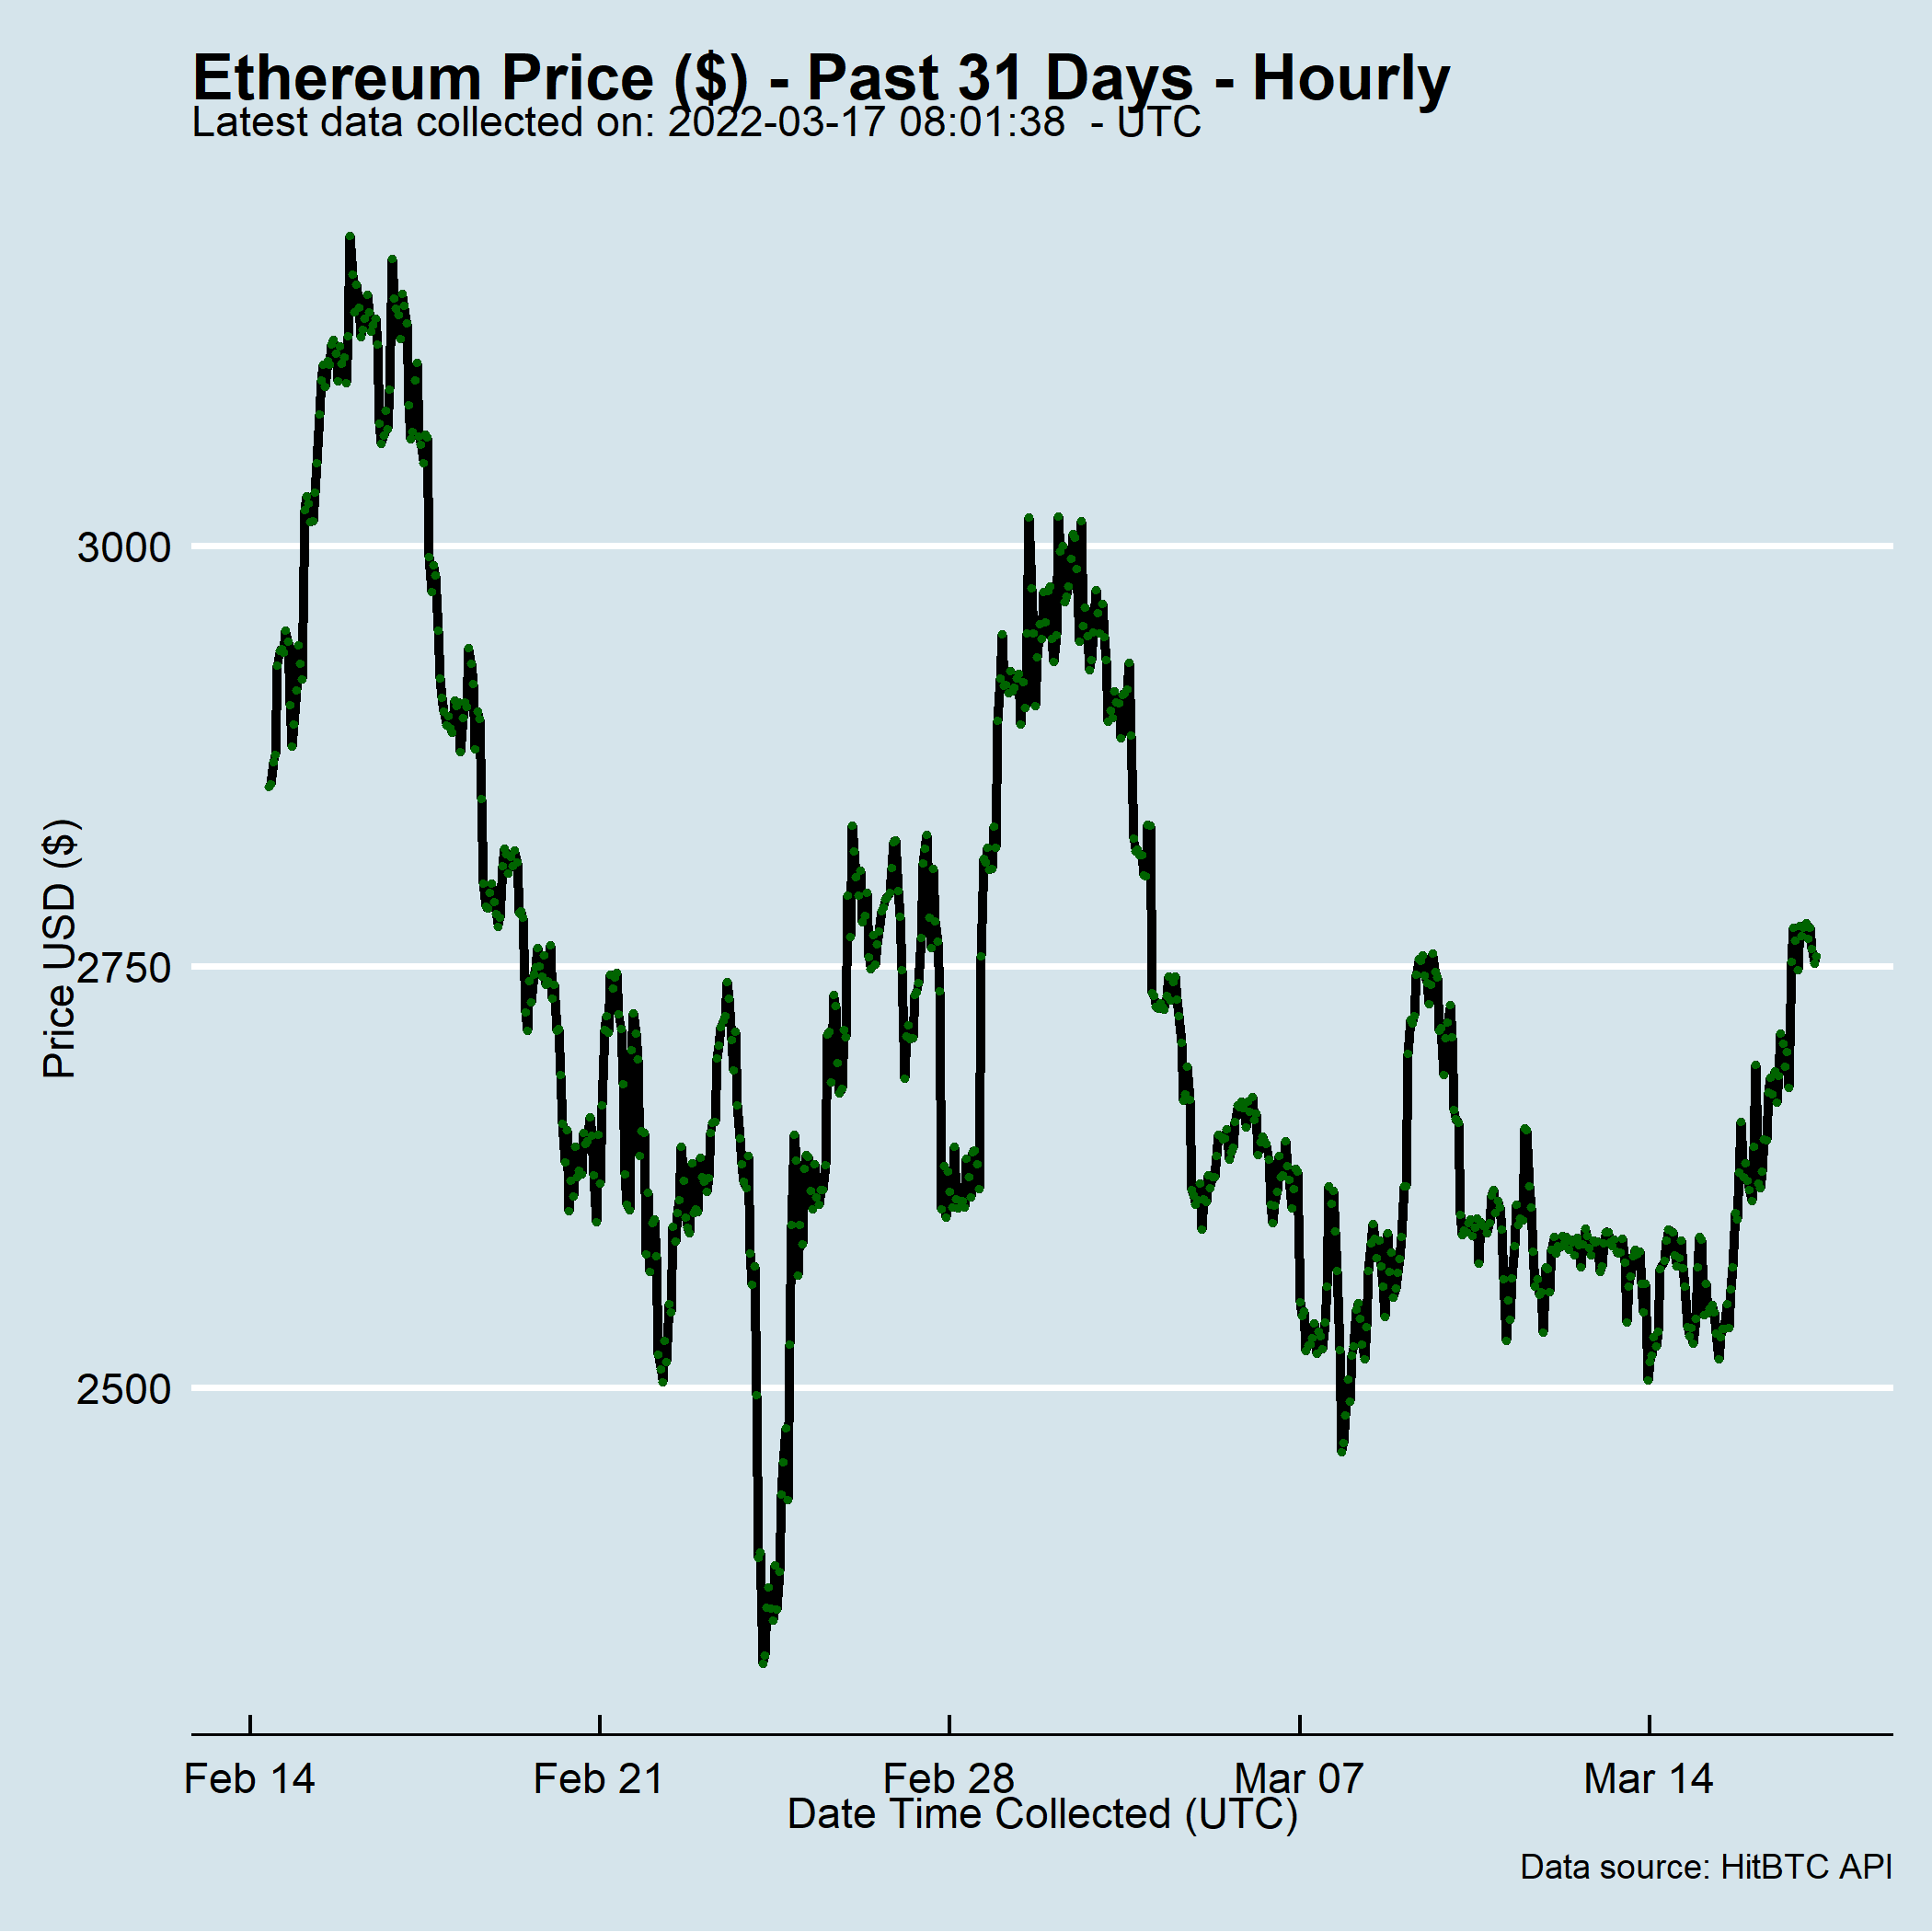 Ethereum Price ($) - Past 31 Days - Hourly
Latest data collected on: 2022-03-17 08:01:38  - UTC
3000
2750
2500
Price USD ($)
Feb 14
Feb 21
Feb 28
Mar 07
Mar 14
Date Time Collected (UTC)
Data source: HitBTC API